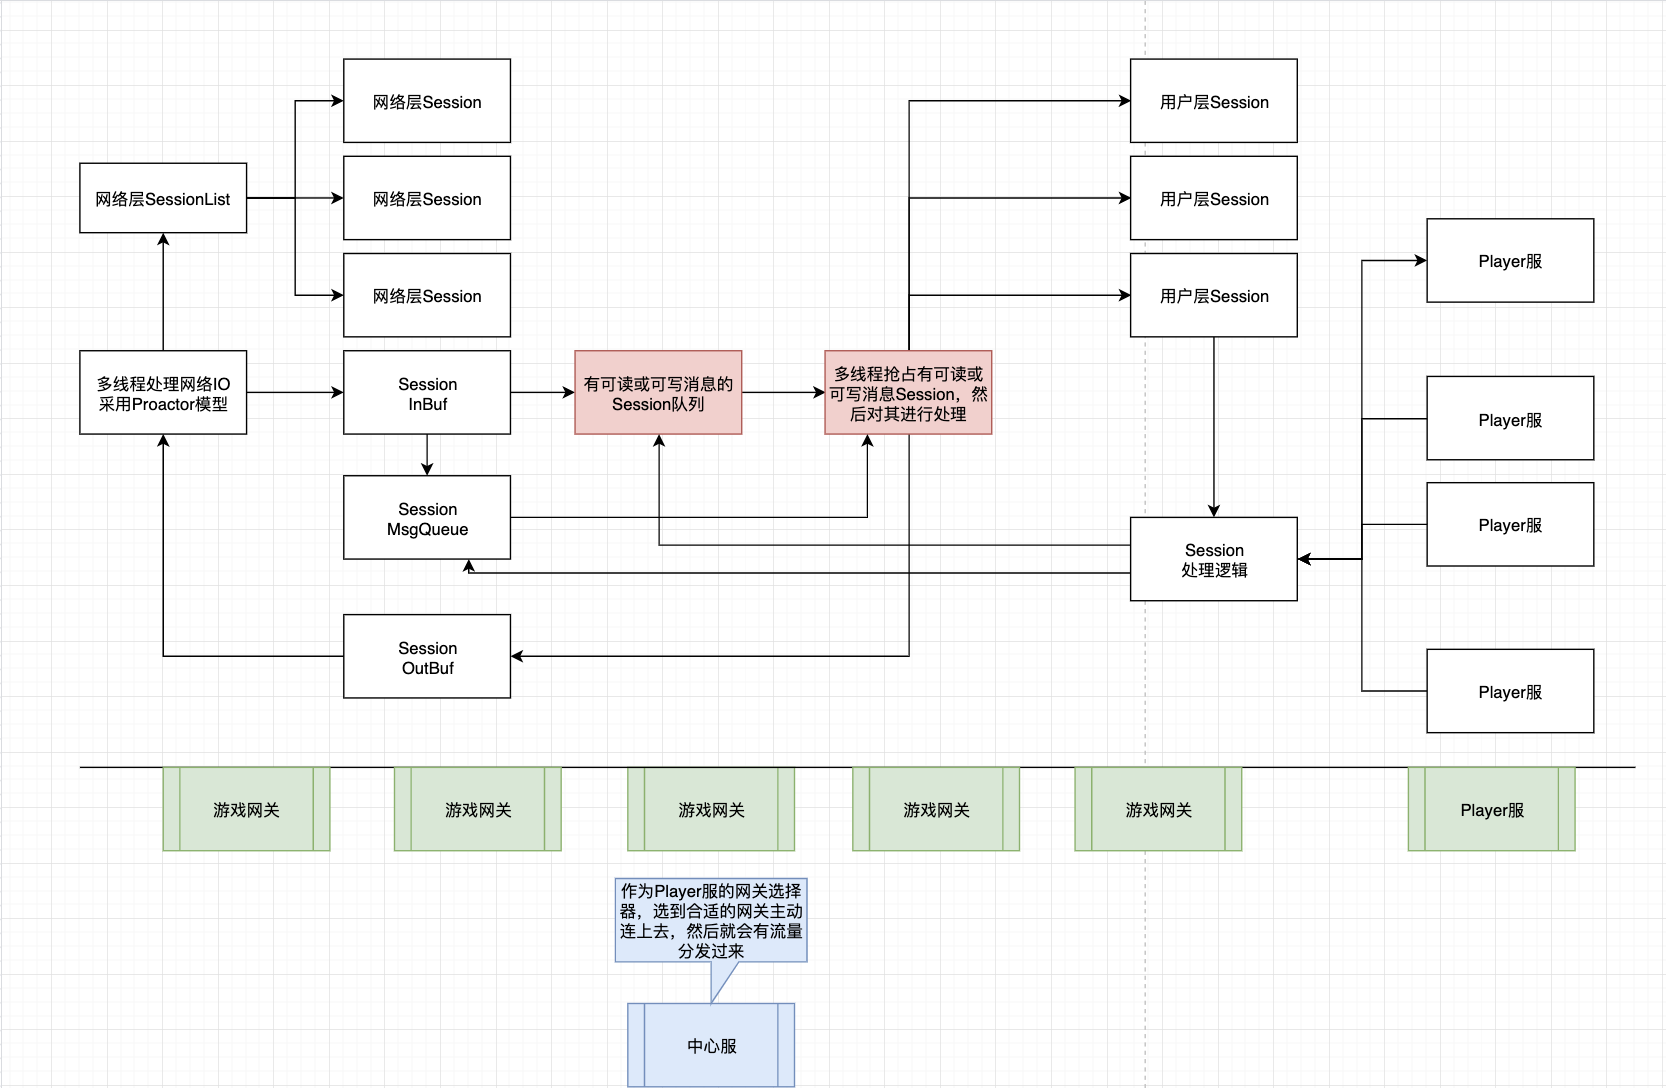 网络层Session
用户层Session
网络层SessionList
网络层Session
用户层Session
Player服
网络层Session
用户层Session
多线程处理网络IO
采用Proactor模型
Session
InBuf
有可读或可写消息的
Session队列
多线程抢占有可读或
可写消息Session，然
后对其进行处理
Player服
Session
MsgQueue
Player服
Session
处理逻辑
Session
OutBuf
Player服
游戏网关
游戏网关
游戏网关
游戏网关
游戏网关
Player服
作为Player服的网关选择
器，选到合适的网关主动
连上去，然后就会有流量
分发过来
中心服